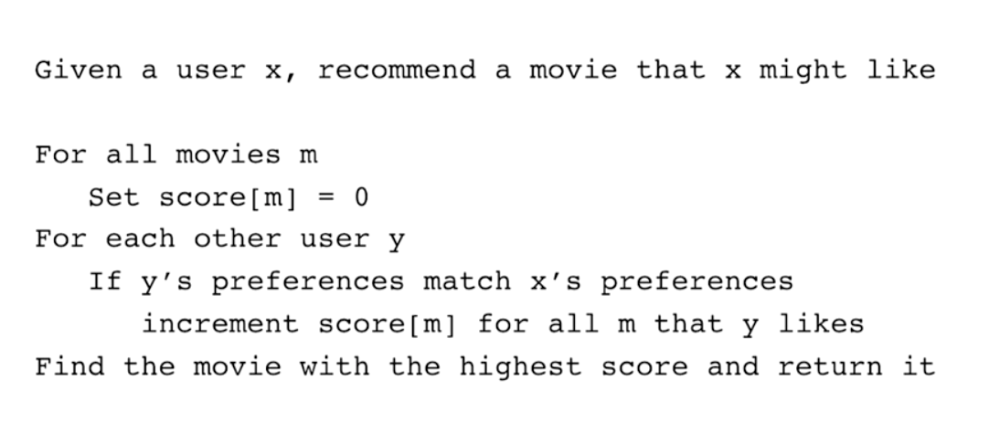 Given a user x, recommend a movie that x might like
For all movies m
Set score[m] = 0
For each other user y
If y’s preferences match x’s preferences
increment score[m] for all m that y likes
Find the movie with the highest score and return it